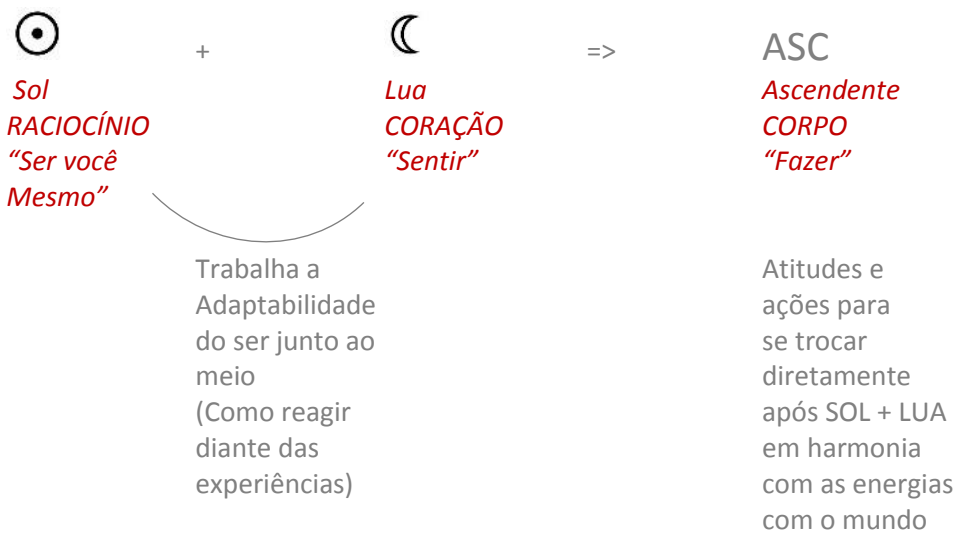 +
=>
ASC
Sol
RACIOCÍNIO
“Ser você
Mesmo”
Lua
CORAÇÃO
“Sentir”
Ascendente
CORPO
“Fazer”
Trabalha a
Adaptabilidade
do ser junto ao
meio
(Como reagir
diante das
experiências)
Atitudes e
ações para
se trocar
diretamente
após SOL + LUA
em harmonia
com as energias
com o mundo